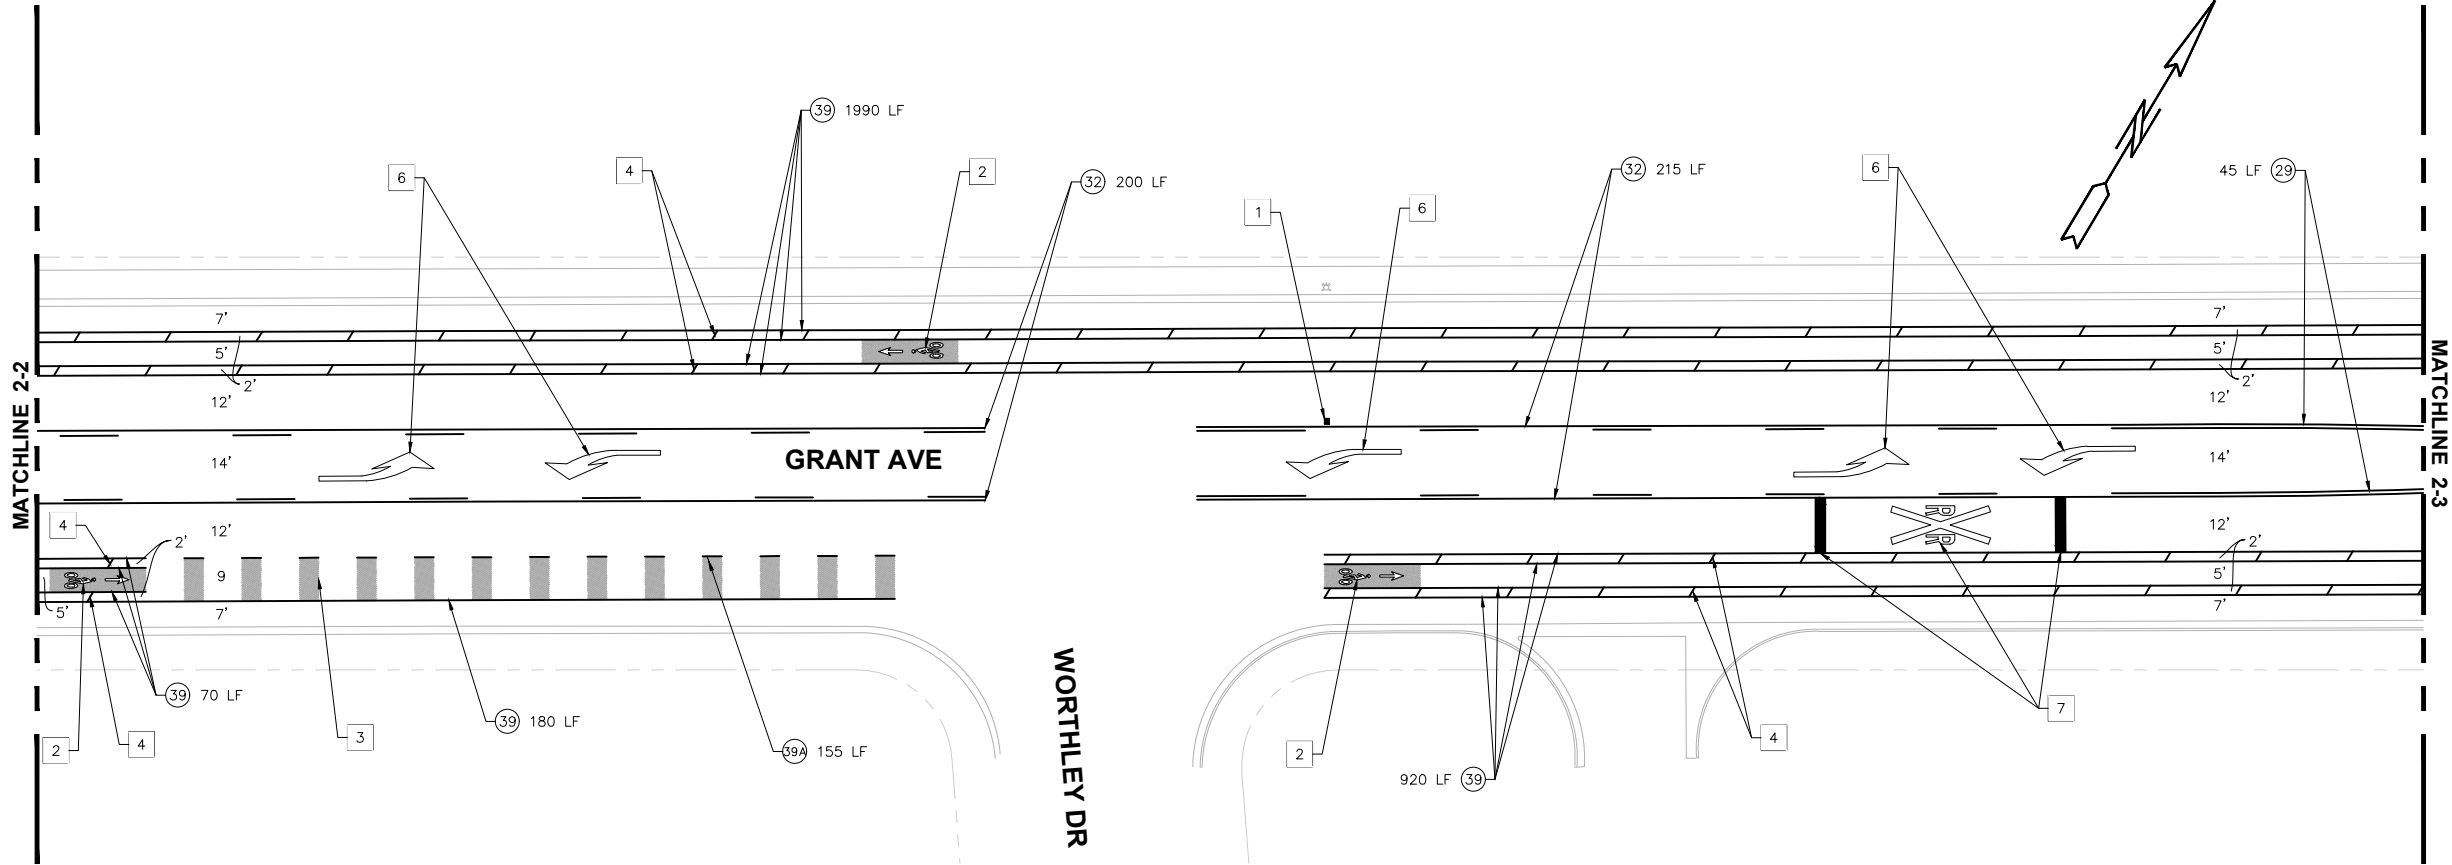 39 1990 LF
4
2
6
32 200 LF
1
6
32 215 LF
6
45 LF 29
N
7'
5'
2'
12'
14'
12'
2'
9
7'
5'
4
7'
5'
2'
12'
14'
12'
2'
5'
7'
MATCHLINE 2-2
MATCHLINE 2-3
GRANT AVE
RR
WORTHLEY DR
39 70 LF
2
4
3
39 180 LF
39A 155 LF
2
920 LF 39
4
7